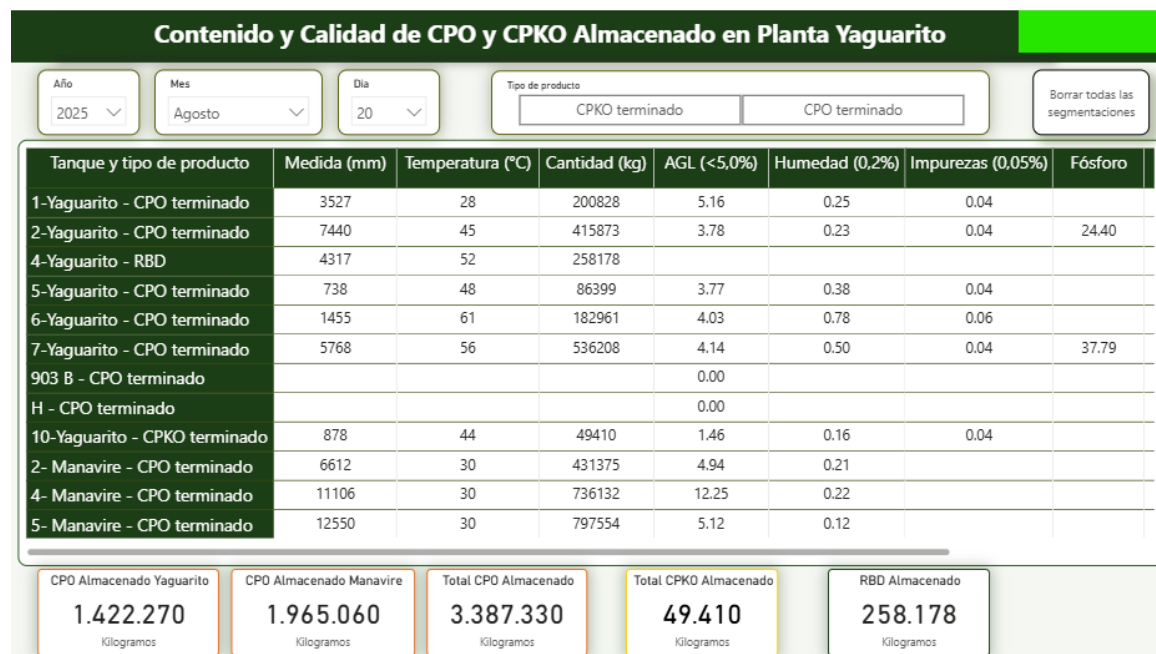 Contenido y Calidad de CPO y CPKO Almacenado en Planta Yaguarito
Año Mes Dia Tipo de producto
2025 Agosto 20 CPKO terminado CPO terminado Borrar todas las segmentaciones
Tanque y tipo de producto Medida (mm) Temperatura (°C) Cantidad (kg) AGL (<5,0%) Humedad (0,2%) Impurezas (0,05%) Fósforo
1-Yaguarito - CPO terminado 3527 28 200828 5.16 0.25 0.04
2-Yaguarito - CPO terminado 7440 45 415873 3.78 0.23 0.04 24.40
4-Yaguarito - RBD 4317 52 258178
5-Yaguarito - CPO terminado 738 48 86399 3.77 0.38 0.04
6-Yaguarito - CPO terminado 1455 61 182961 4.03 0.78 0.06
7-Yaguarito - CPO terminado 5768 56 536208 4.14 0.50 0.04 37.79
903 B - CPO terminado 0.00
H - CPO terminado 0.00
10-Yaguarito - CPKO terminado 878 44 49410 1.46 0.16 0.04
2- Manavire - CPO terminado 6612 30 431375 4.94 0.21
4- Manavire - CPO terminado 11106 30 736132 12.25 0.22
5- Manavire - CPO terminado 12550 30 797554 5.12 0.12
CPO Almacenado Yaguarito CPO Almacenado Manavire Total CPO Almacenado Total CPKO Almacenado RBD Almacenado
1.422.270 1.965.060 3.387.330 49.410 258.178
Kilogramos Kilogramos Kilogramos Kilogramos Kilogramos